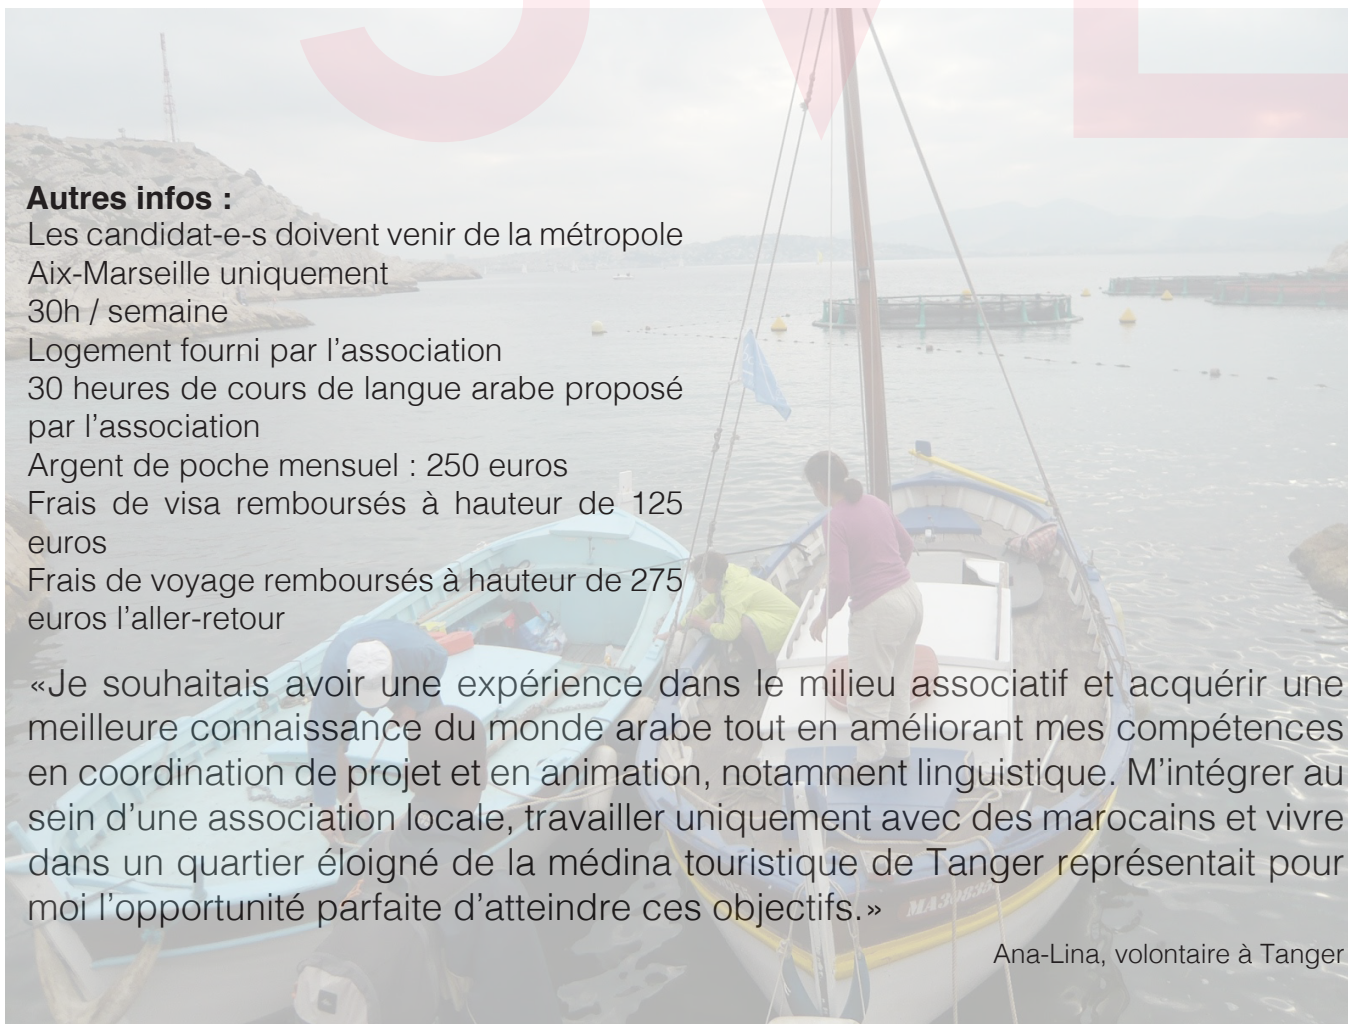 SVE
Autres infos :
Les candidat-e-s doivent venir de la métropole
Aix-Marseille uniquement
30h / semaine
Logement fourni par l’association
30 heures de cours de langue arabe proposé
par l’association
Argent de poche mensuel : 250 euros
Frais de visa remboursés à hauteur de 125
euros
Frais de voyage remboursés à hauteur de 275
euros l’aller-retour
«Je souhaitais avoir une expérience dans le milieu associatif et acquérir une
meilleure connaissance du monde arabe tout en améliorant mes compétences
en coordination de projet et en animation, notamment linguistique. M’intégrer au
sein d’une association locale, travailler uniquement avec des marocains et vivre
dans un quartier éloigné de la médina touristique de Tanger représentait pour
moi l’opportunité parfaite d’atteindre ces objectifs.»
Ana-Lina, volontaire à Tanger